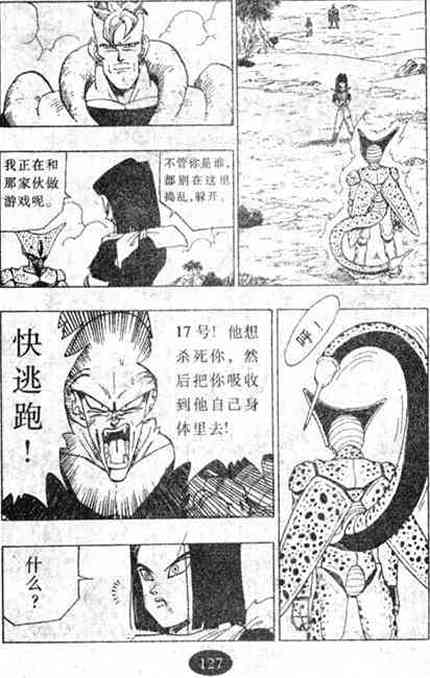 不管你是谁，
都别在这里
捣乱，躲开。
我正在和
那家伙做
游戏呢。
呼！
17号！他想
杀死你，然
后把你吸收
到他自己身
体里去！
快逃跑！
什么？
127